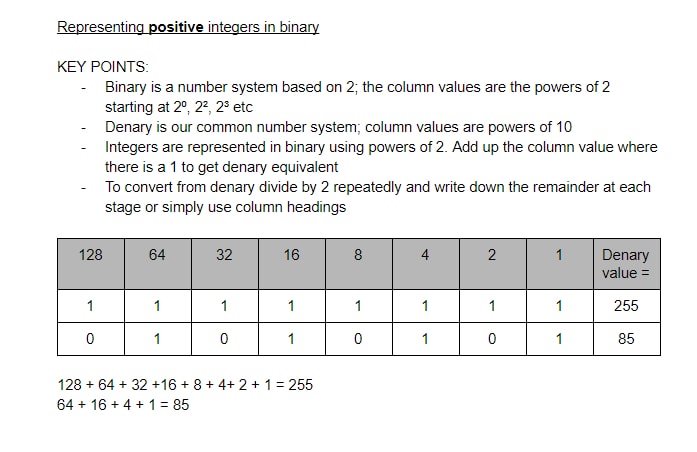 Representing positive integers in binary
KEY POINTS:
- Binary is a number system based on 2; the column values are the powers of 2
starting at 2⁰, 2², 2³ etc
- Denary is our common number system; column values are powers of 10
- Integers are represented in binary using powers of 2. Add up the column value where
there is a 1 to get denary equivalent
- To convert from denary divide by 2 repeatedly and write down the remainder at each
stage or simply use column headings
128 64 32 16 8 4 2 1 Denary
value =
1 1 1 1 1 1 1 1 255
0 1 0 1 0 1 0 1 85
128 + 64 + 32 +16 + 8 + 4+ 2 + 1 = 255
64 + 16 + 4 + 1 = 85